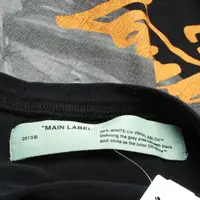 "MAIN LABEL"
2013®
OFF-WHITE c/o VIRGIL ABLOH™
Defining the grey area between black
and white as the color OFF-WHITE